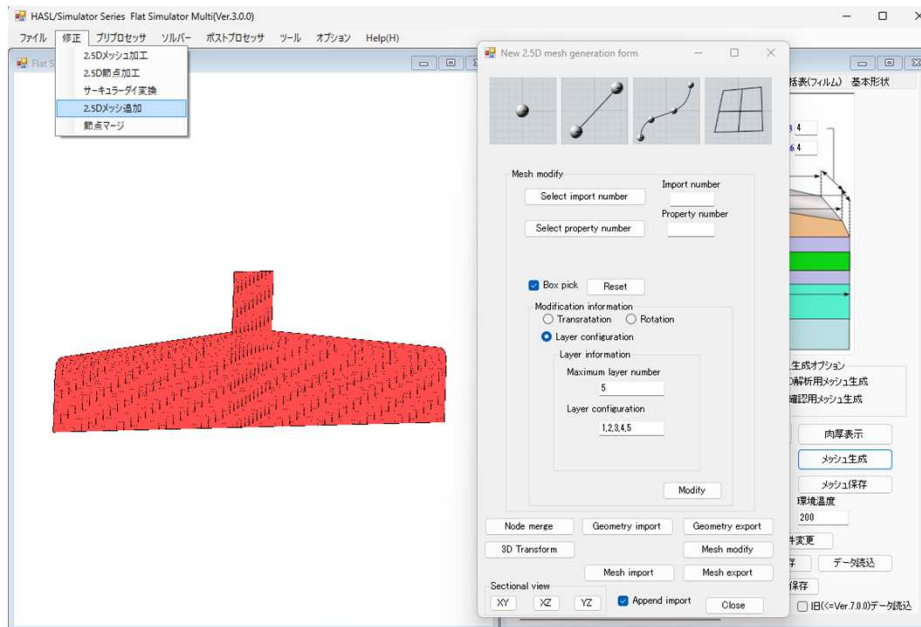 HASL/Simulator Series Flat Simulator Multi(Ver.3.0.0)
ファイル 修正 プリプロセッサ ソルバー ポストプロセッサ ツール オプション Help(H)
2.5Dメッシュ加工
2.5D節点加工
サーキュラーダイ変換
2.5Dメッシ追加
節点マージ
Flat S
New 2.5D mesh generation form
Mesh modify
Select import number
Import number
Select property number
Property number
Box pick
Reset
Modification information
Transratation
Rotation
Layer configuration
Layer information
Maximum layer number
5
Layer configuration
1,2,3,4,5
Modify
Node merge
Geometry import
Geometry export
3D Transform
Mesh modify
Mesh import
Mesh export
Sectional view
XY
XZ
YZ
Append import
Close
括表(フィルム) 基本形状
4
4
生成オプション
解析用メッシュ生成
確認用メッシュ生成
肉厚表示
メッシュ生成
メッシュ保存
環境温度
200
件変更
データ読込
保存
旧(<=Ver.7.0.0)データ読込